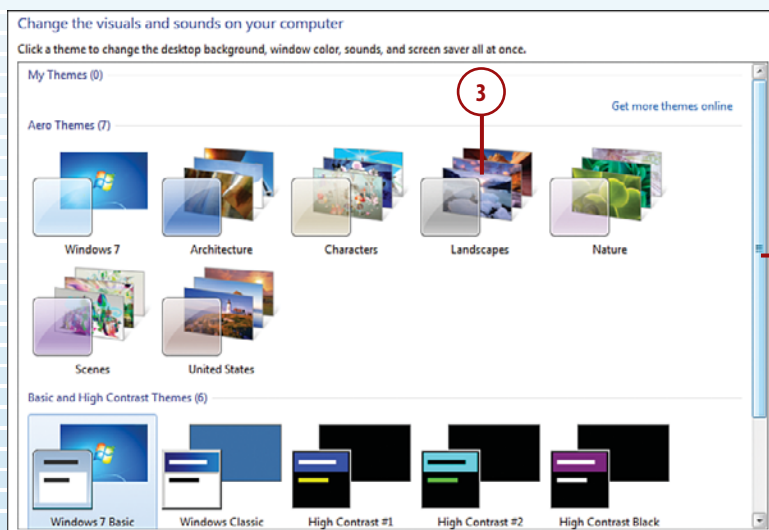 Change the visuals and sounds on your computer
Click a theme to change the desktop background, window color, sounds, and screen saver all at once.
My Themes (0)
3
Get more themes online
Aero Themes (7)
Windows 7 Architecture Characters Landscapes Nature
Scenes United States
Basic and High Contrast Themes (6)
Windows 7 Basic Windows Classic High Contrast #1 High Contrast #2 High Contrast Black